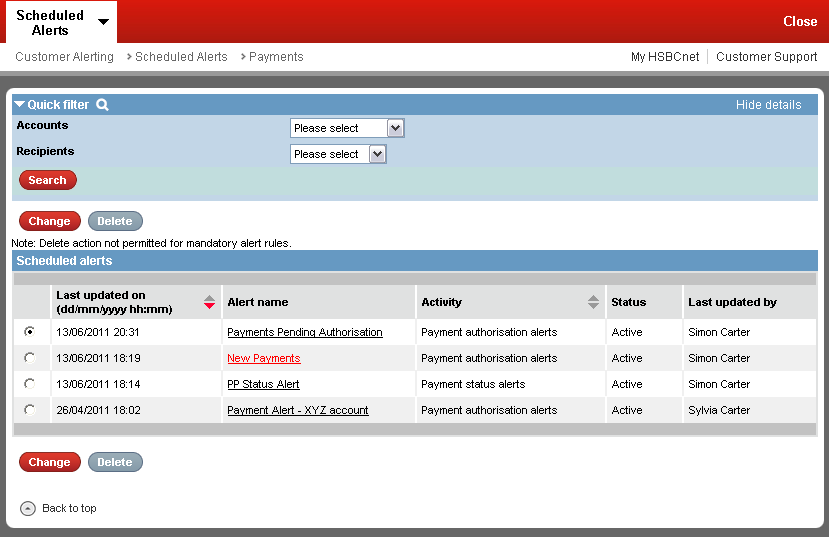 Scheduled
Alerts
Close
Customer Alerting Scheduled Alerts Payments My HSBCnet Customer Support
Quick filter Hide details
Accounts Please select
Recipients Please select
Search
Change Delete
Note: Delete action not permitted for mandatory alert rules.
Scheduled alerts
Last updated on
(dd/mm/yyyy hh:mm) Alert name Activity Status Last updated by
13/06/2011 20:31 Payments Pending Authorisation Payment authorisation alerts Active Simon Carter
13/06/2011 18:19 New Payments Payment authorisation alerts Active Simon Carter
13/06/2011 18:14 PP Status Alert Payment status alerts Active Simon Carter
26/04/2011 18:02 Payment Alert - XYZ account Payment authorisation alerts Active Sylvia Carter
Change Delete
Back to top